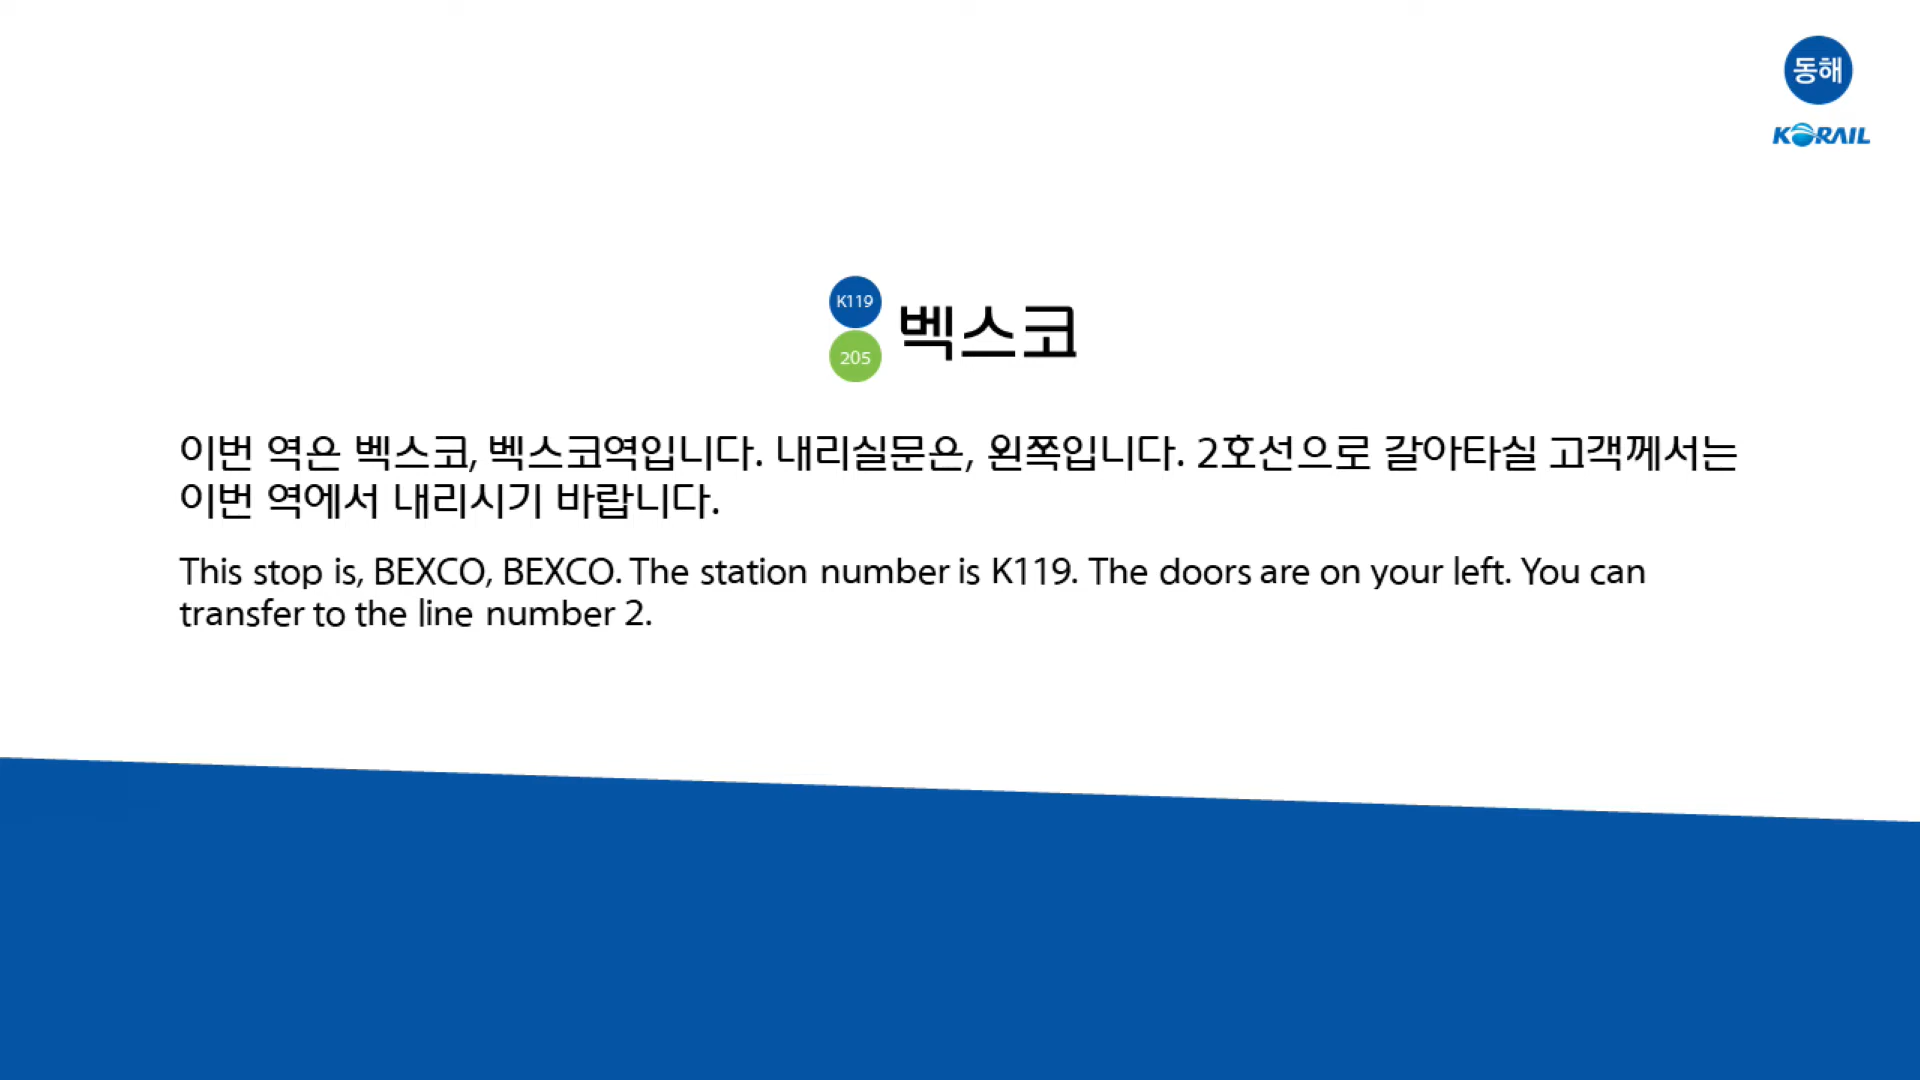 동해
KORAIL
K119
205
벡스코
이번 역은 벡스코, 벡스코역입니다. 내리실문은, 왼쪽입니다. 2호선으로 갈아타실 고객께서는
이번 역에서 내리시기 바랍니다.
This stop is, BEXCO, BEXCO. The station number is K119. The doors are on your left. You can
transfer to the line number 2.